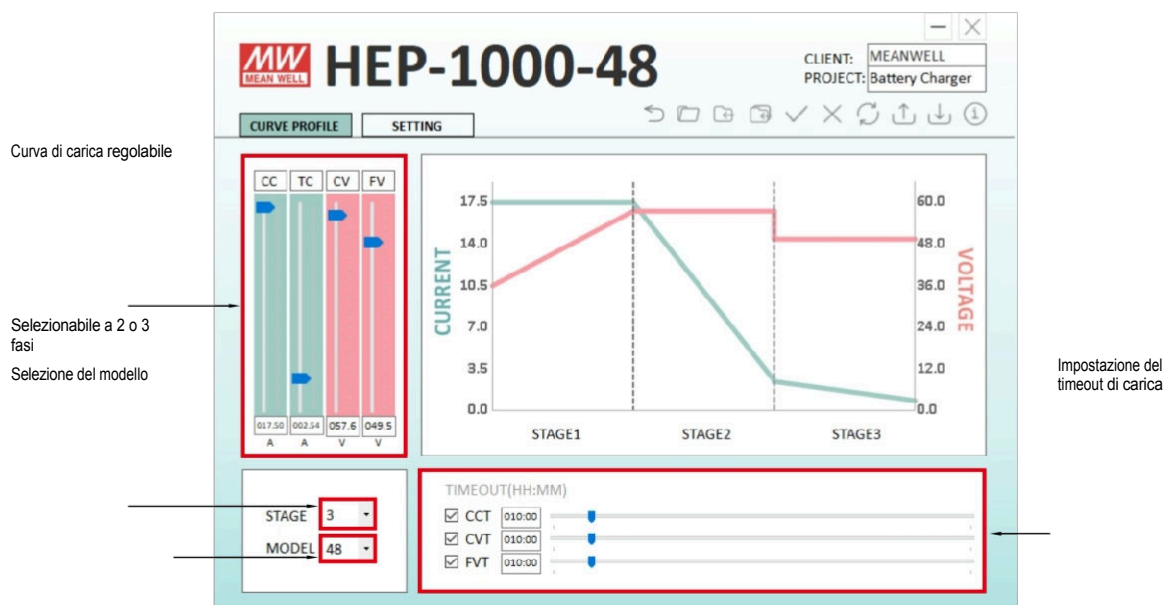 MW
MEAN WELL
HEP-1000-48
CLIENT: MEANWELL
PROJECT: Battery Charger
CURVE PROFILE
SETTING
Curva di carica regolabile
CC TC CV FV
017.50 002.54 057.6 049.5
A A V V
CURRENT
17.5
14.0
10.5
7.0
3.5
0.0
60.0
48.0
36.0
24.0
12.0
0.0
VOLTAGE
STAGE1 STAGE2 STAGE3
Selezionabile a 2 o 3
fasi
Selezione del modello
Impostazione del
timeout di carica
STAGE 3
MODEL 48
TIMEOUT(HH:MM)
CCT 010:00
CVT 010:00
FVT 010:00